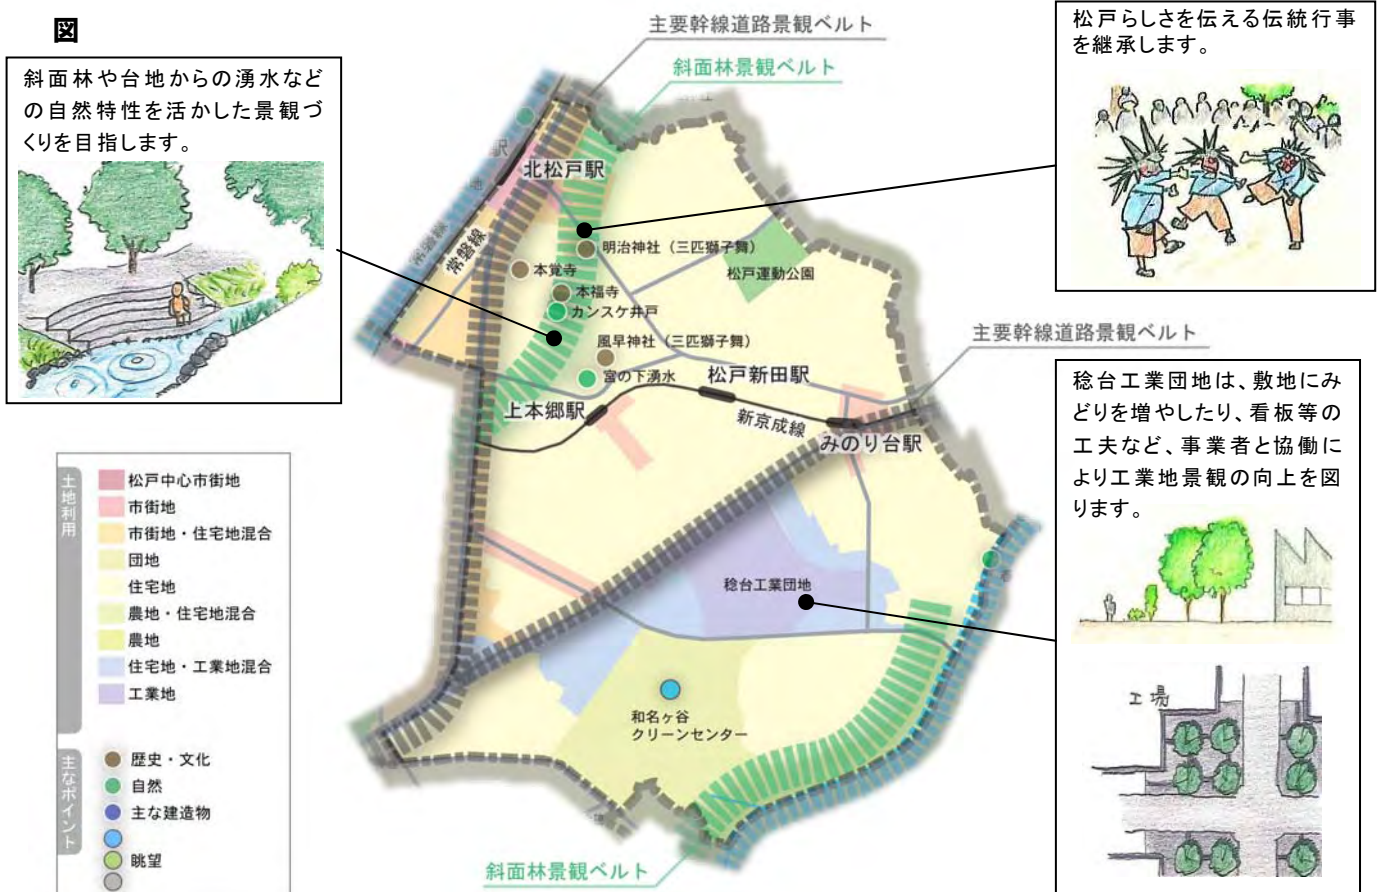 図
斜面林や台地からの湧水など
の自然特性を活かした景観づ
くりを目指します。
主要幹線道路景観ベルト
斜面林景観ベルト
松戸らしさを伝える伝統行事
を継承します。
北松戸駅
常磐線
常磐線
明治神社（三匹獅子舞）
本覚寺
松戸運動公園
本福寺
カンスケ井戸
風早神社（三匹獅子舞）
宮の下湧水
松戸新田駅
上本郷駅
新京成線
みのり台駅
主要幹線道路景観ベルト
稔台工業団地は、敷地にみ
どりを増やしたり、看板等の
工夫など、事業者と協働に
より工業地景観の向上を図
ります。
工場
稔台工業団地
和名ヶ谷
クリーンセンター
斜面林景観ベルト
土地利用
松戸中心市街地
市街地
市街地・住宅地混合
団地
住宅地
農地・住宅地混合
農地
住宅地・工業地混合
工業地
主なポイント
歴史・文化
自然
主な建造物
眺望